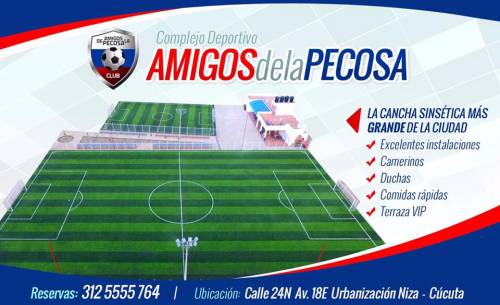 AMIGOS
DE LA PECOSA
CLUB
Complejo Deportivo
AMIGOSdelaPECOSA
LA CANCHA SINSÉTICA MÁS
GRANDE DE LA CIUDAD
Excelentes instalaciones
Camerinos
Duchas
Comidas rápidas
Terraza VIP
Reservas: 312 5555 764 | Ubicación: Calle 24N Av. 18E Urbanización Niza - Cúcuta